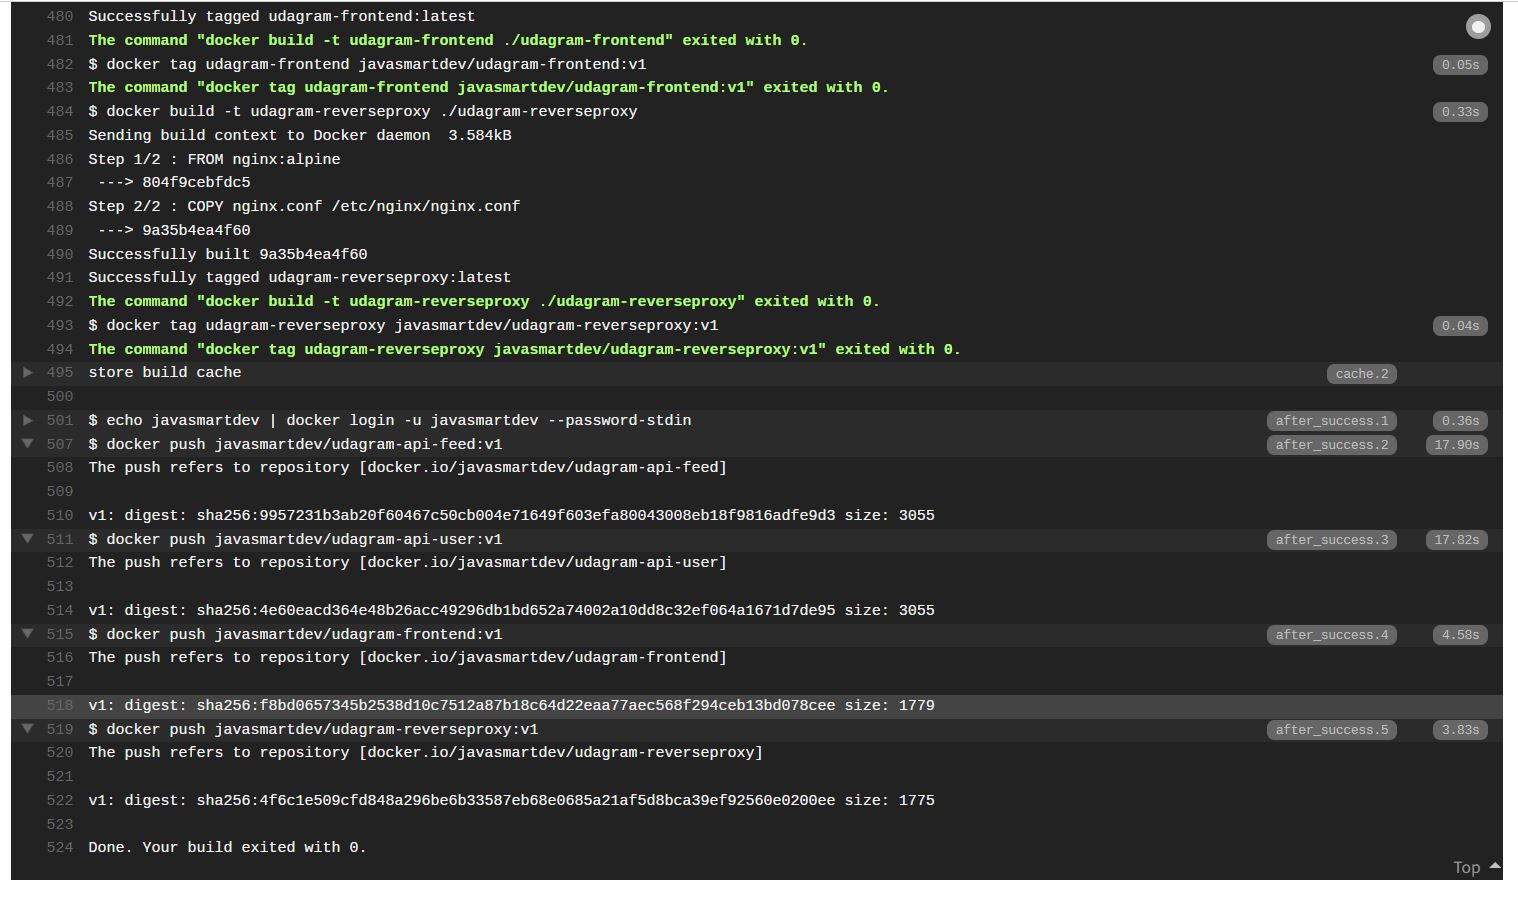 480 Successfully tagged udagram-frontend:latest
481 The command "docker build -t udagram-frontend ./udagram-frontend" exited with 0.
482 $ docker tag udagram-frontend javasmartdev/udagram-frontend:v1 0.05s
483 The command "docker tag udagram-frontend javasmartdev/udagram-frontend:v1" exited with 0.
484 $ docker build -t udagram-reverseproxy ./udagram-reverseproxy 0.33s
485 Sending build context to Docker daemon  3.584kB
486 Step 1/2 : FROM nginx:alpine
487  ---> 804f9cebfdc5
488 Step 2/2 : COPY nginx.conf /etc/nginx/nginx.conf
489  ---> 9a35b4ea4f60
490 Successfully built 9a35b4ea4f60
491 Successfully tagged udagram-reverseproxy:latest
492 The command "docker build -t udagram-reverseproxy ./udagram-reverseproxy" exited with 0.
493 $ docker tag udagram-reverseproxy javasmartdev/udagram-reverseproxy:v1 0.04s
494 The command "docker tag udagram-reverseproxy javasmartdev/udagram-reverseproxy:v1" exited with 0.
495 store build cache cache.2
500
501 $ echo javasmartdev | docker login -u javasmartdev --password-stdin after_success.1 0.36s
507 $ docker push javasmartdev/udagram-api-feed:v1 after_success.2 17.90s
508 The push refers to repository [docker.io/javasmartdev/udagram-api-feed]
509
510 v1: digest: sha256:9957231b3ab20f60467c50cb004e71649f603efa80043008eb18f9816adfe9d3 size: 3055
511 $ docker push javasmartdev/udagram-api-user:v1 after_success.3 17.82s
512 The push refers to repository [docker.io/javasmartdev/udagram-api-user]
513
514 v1: digest: sha256:4e60eacd364e48b26acc49296db1bd652a74002a10dd8c32ef064a1671d7de95 size: 3055
515 $ docker push javasmartdev/udagram-frontend:v1 after_success.4 4.58s
516 The push refers to repository [docker.io/javasmartdev/udagram-frontend]
517
518 v1: digest: sha256:f8bd0657345b2538d10c7512a87b18c64d22eaa77aec568f294ceb13bd078cee size: 1779
519 $ docker push javasmartdev/udagram-reverseproxy:v1 after_success.5 3.83s
520 The push refers to repository [docker.io/javasmartdev/udagram-reverseproxy]
521
522 v1: digest: sha256:4f6c1e509cfd848a296be6b33587eb68e0685a21af5d8bca39ef92560e0200ee size: 1775
523
524 Done. Your build exited with 0.
Top